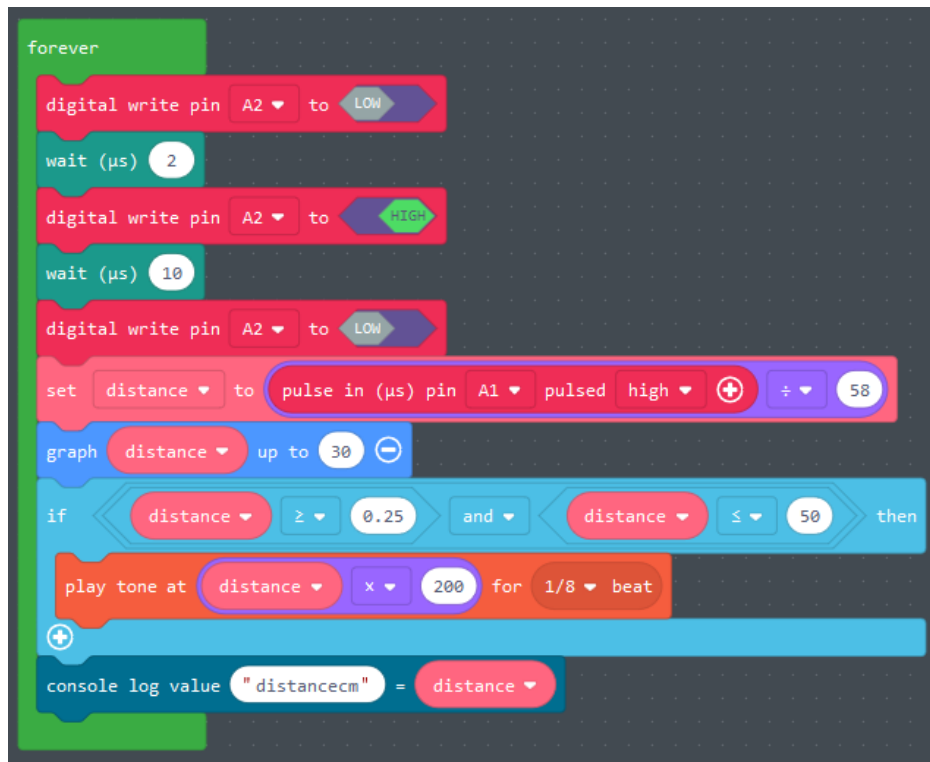 forever
digital write pin A2 to LOW
wait (µs) 2
digital write pin A2 to HIGH
wait (µs) 10
digital write pin A2 to LOW
set distance to pulse in (µs) pin A1 pulsed high ÷ 58
graph distance up to 30
if distance ≥ 0.25 and distance ≤ 50 then
play tone at distance x 200 for 1/8 beat
console log value "distancecm" = distance